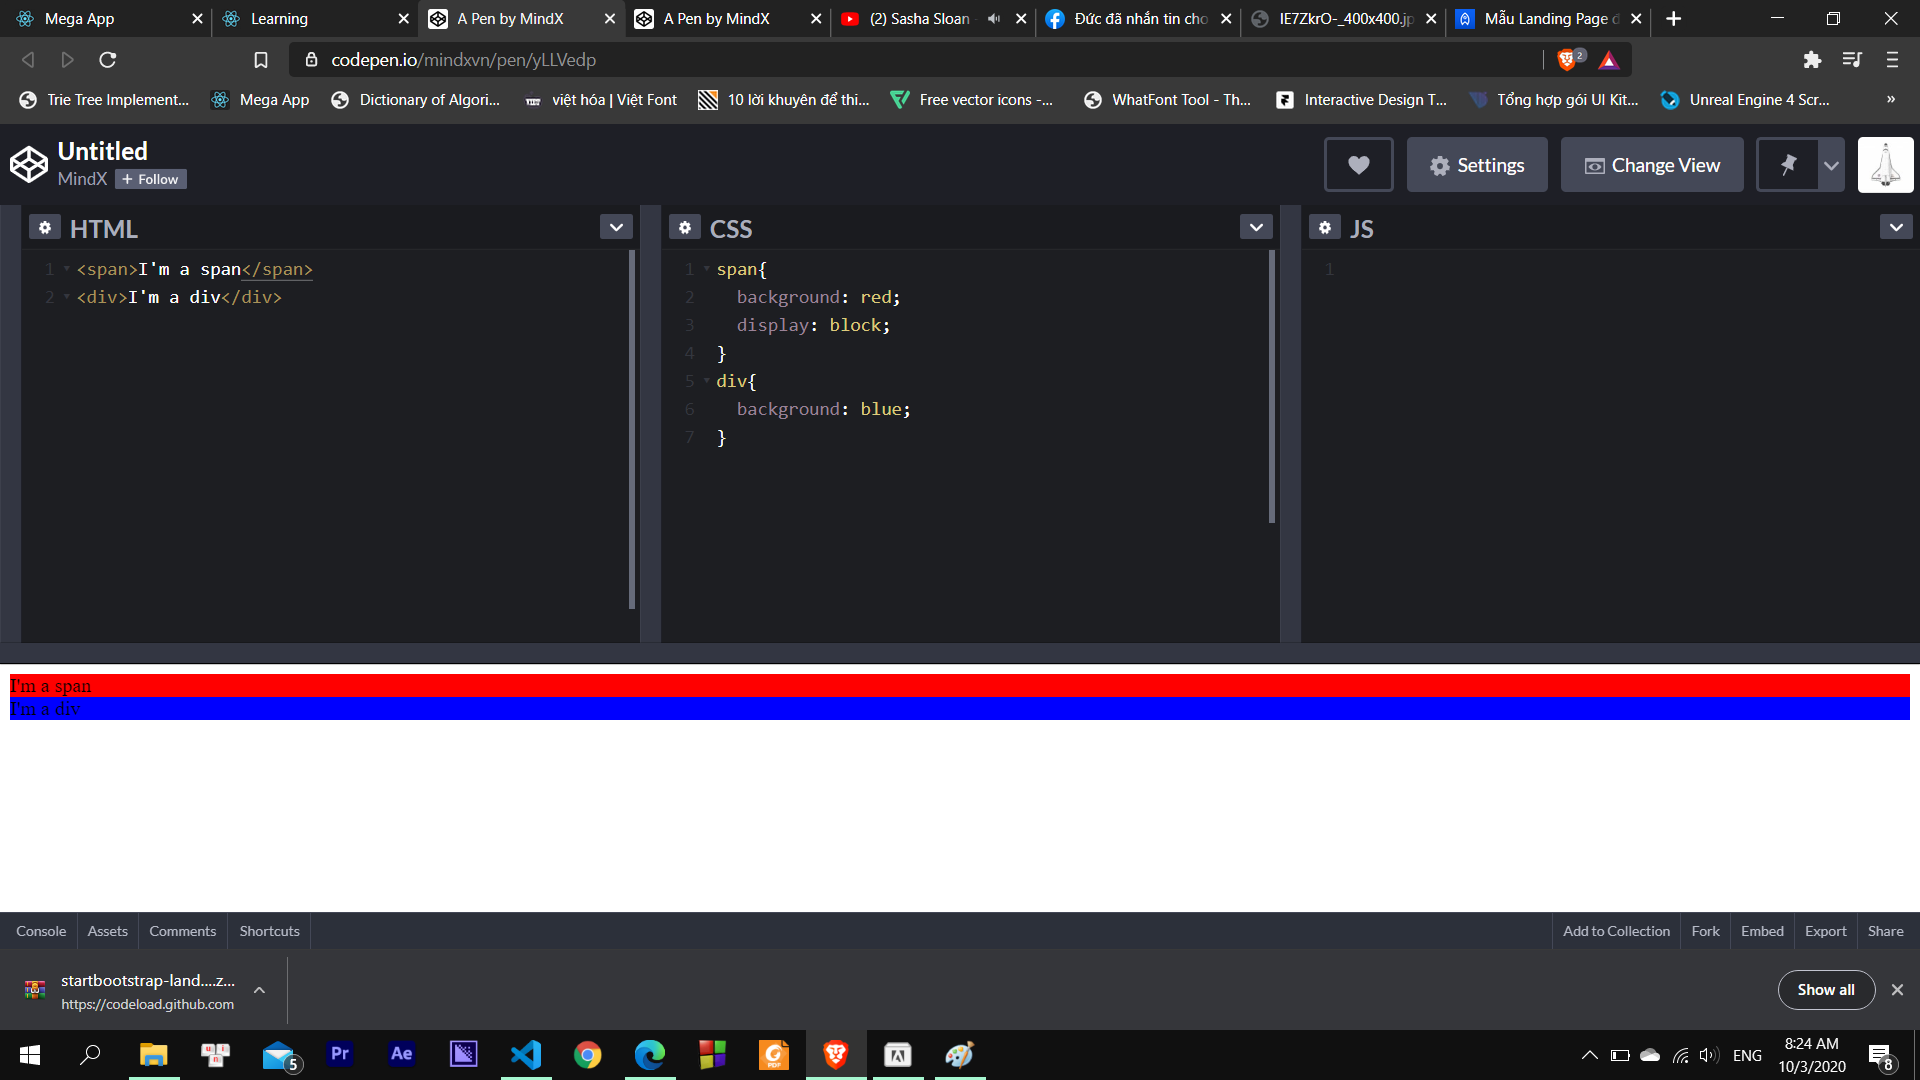 Mega App
Learning
A Pen by MindX
A Pen by MindX
(2) Sasha Sloan
Đức đã nhắn tin cho
IE7ZkrO-_400x400.jp
Mẫu Landing Page đ
codepen.io/mindxvn/pen/yLLVedp
2
Trie Tree Implement...
Mega App
Dictionary of Algori...
việt hóa | Việt Font
10 lời khuyên để thi...
Free vector icons -...
WhatFont Tool - Th...
Interactive Design T...
Tổng hợp gói UI Kit...
Unreal Engine 4 Scr...
»
Untitled
MindX
+ Follow
Settings
Change View
HTML
1 <span>I'm a span</span>
2 <div>I'm a div</div>
CSS
1 span{
2 background: red;
3 display: block;
4 }
5 div{
6 background: blue;
7 }
JS
1
I'm a span
I'm a div
Console
Assets
Comments
Shortcuts
Add to Collection
Fork
Embed
Export
Share
startbootstrap-land....z...
https://codeload.github.com
Show all
5
Pr
Ae
PDF
ENG
8:24 AM
10/3/2020
8